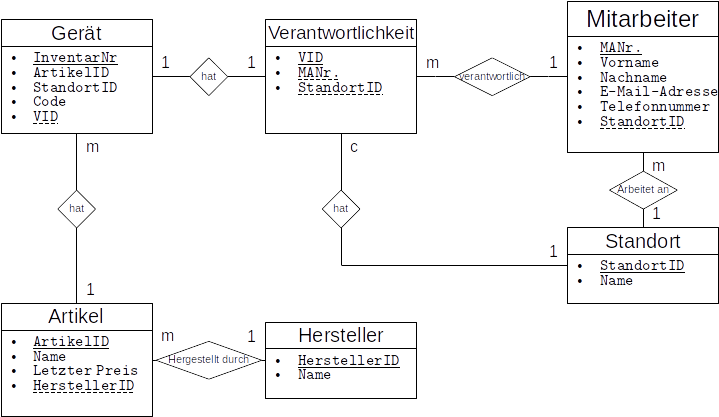 Gerät
• InventarNr
• ArtikelID
• StandortID
• Code
• VID
1
hat
1
Verantwortlichkeit
• VID
• MANr.
• StandortID
m
verantwortlich
1
Mitarbeiter
• MANr.
• Vorname
• Nachname
• E-Mail-Adresse
• Telefonnummer
• StandortID
m
hat
1
c
hat
1
m
Arbeitet an
1
Standort
• StandortID
• Name
Artikel
• ArtikelID
• Name
• Letzter Preis
• HerstellerID
m
Hergestellt durch
1
Hersteller
• HerstellerID
• Name